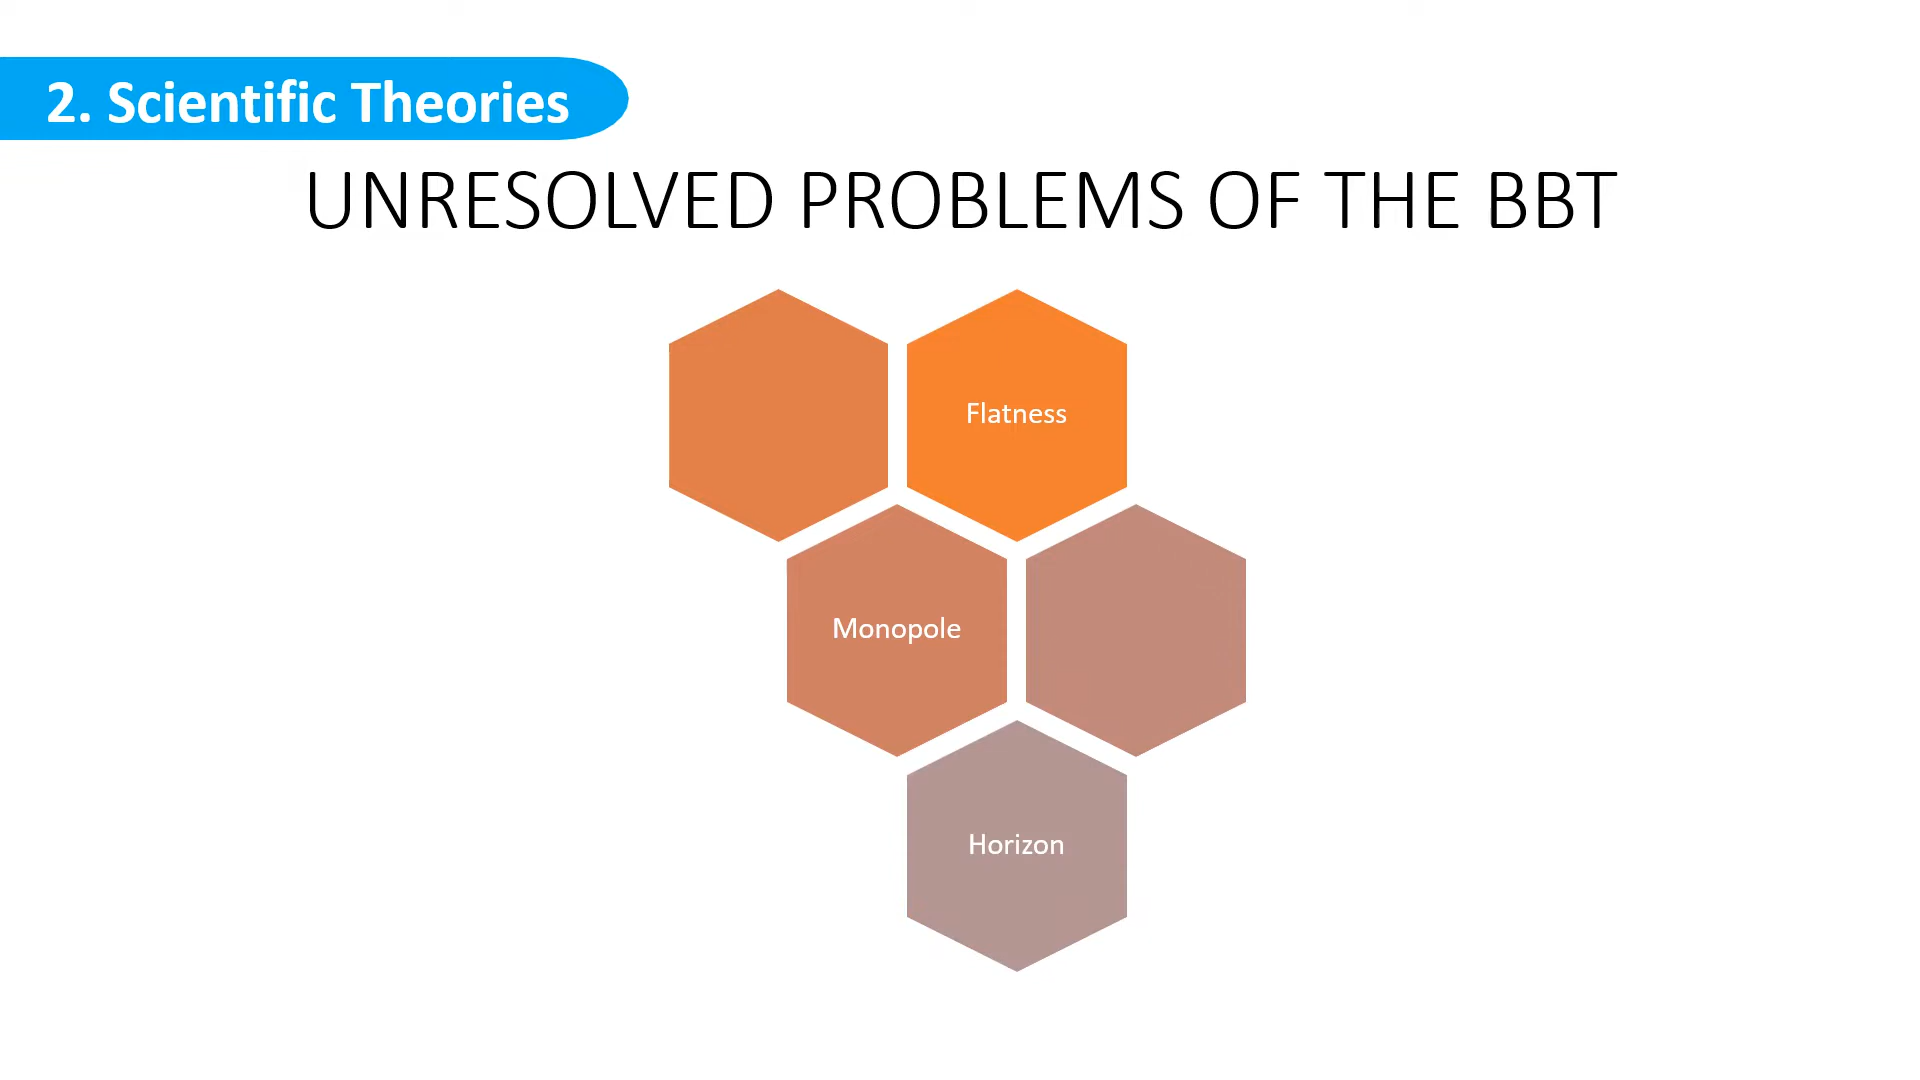 2. Scientific Theories
UNRESOLVED PROBLEMS OF THE BBT
Flatness
Monopole
Horizon